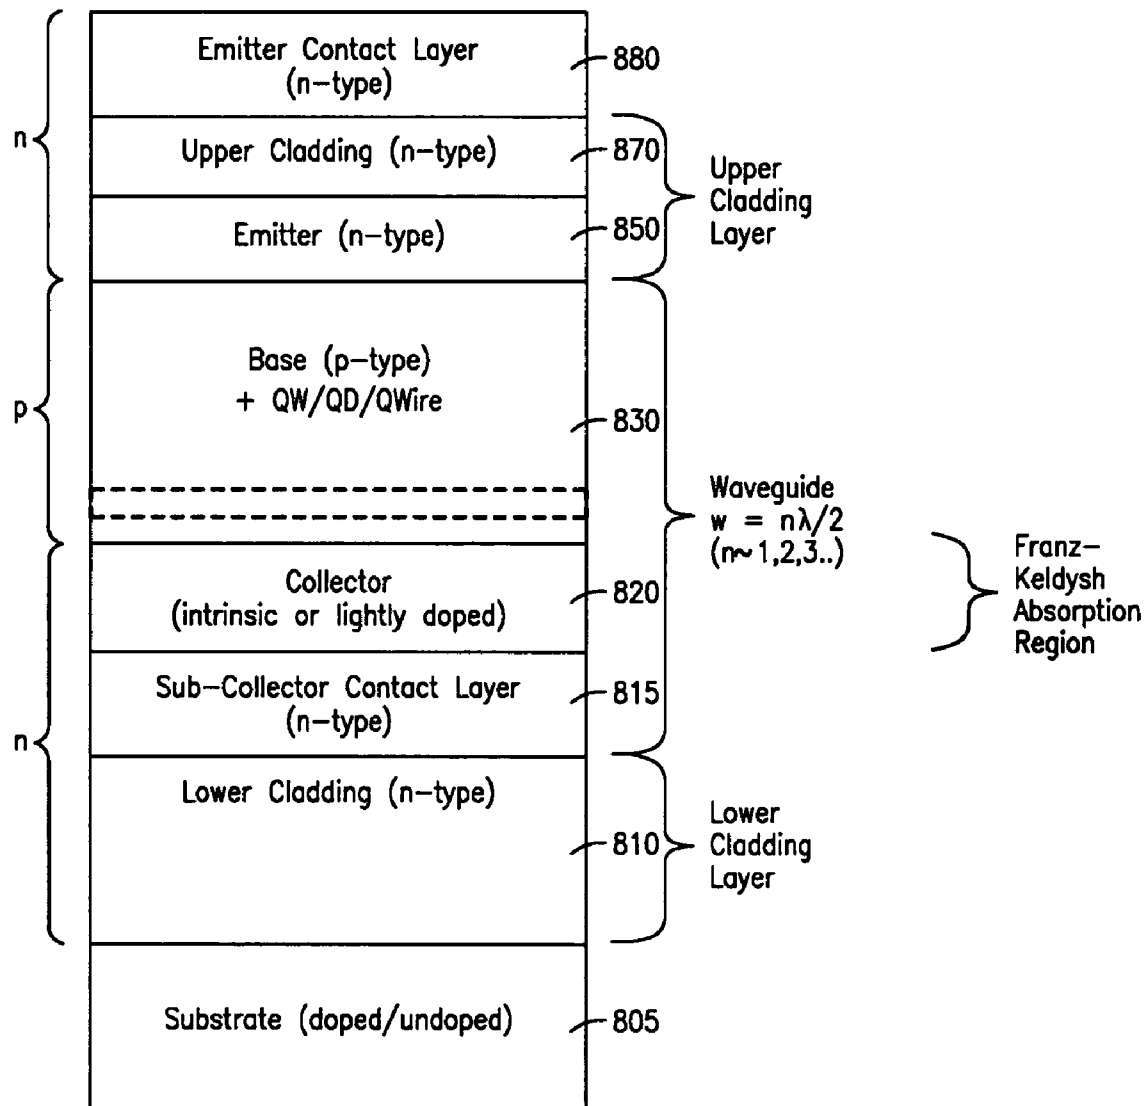 Emitter Contact Layer
(n-type)
880
n
Upper Cladding (n-type)
870
Upper
Cladding
Layer
Emitter (n-type)
850
Base (p-type)
+ QW/QD/QWire
830
p
Waveguide
w = nλ/2
(n~1,2,3..)
Franz-
Keldysh
Absorption
Region
Collector
(intrinsic or lightly doped)
820
Sub-Collector Contact Layer
(n-type)
815
n
Lower Cladding (n-type)
810
Lower
Cladding
Layer
Substrate (doped/undoped)
805